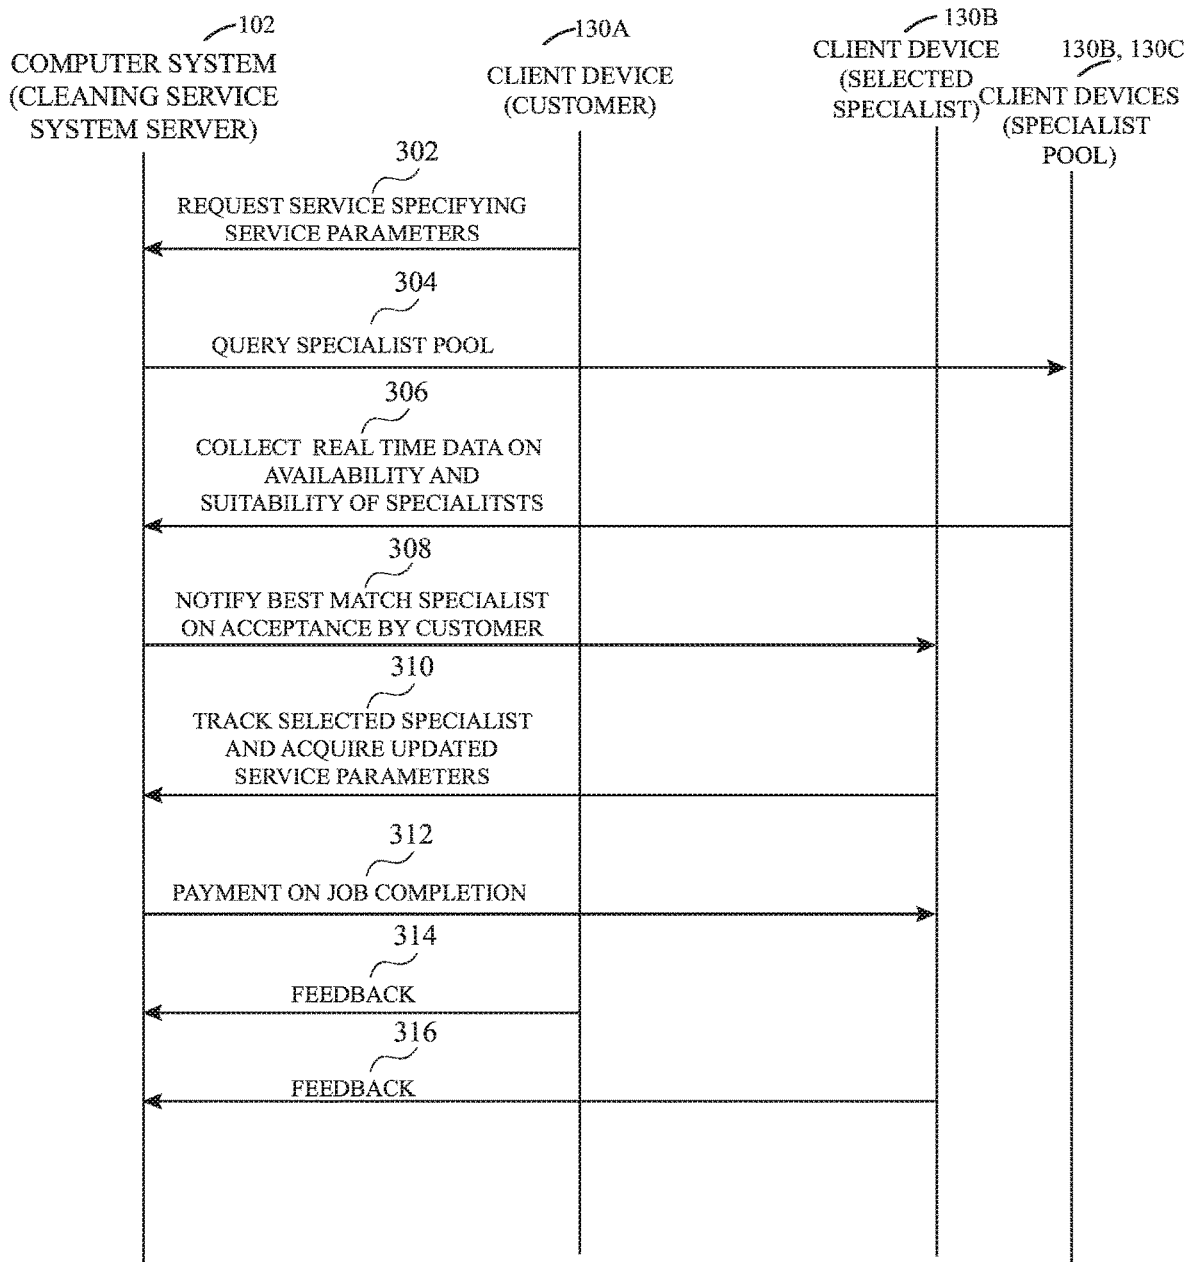 102
COMPUTER SYSTEM
(CLEANING SERVICE
SYSTEM SERVER)
130A
CLIENT DEVICE
(CUSTOMER)
130B
CLIENT DEVICE
(SELECTED
SPECIALIST)
130B, 130C
CLIENT DEVICES
(SPECIALIST
POOL)
302
REQUEST SERVICE SPECIFYING
SERVICE PARAMETERS
304
QUERY SPECIALIST POOL
306
COLLECT REAL TIME DATA ON
AVAILABILITY AND
SUITABILITY OF SPECIALITSTS
308
NOTIFY BEST MATCH SPECIALIST
ON ACCEPTANCE BY CUSTOMER
310
TRACK SELECTED SPECIALIST
AND ACQUIRE UPDATED
SERVICE PARAMETERS
312
PAYMENT ON JOB COMPLETION
314
FEEDBACK
316
FEEDBACK